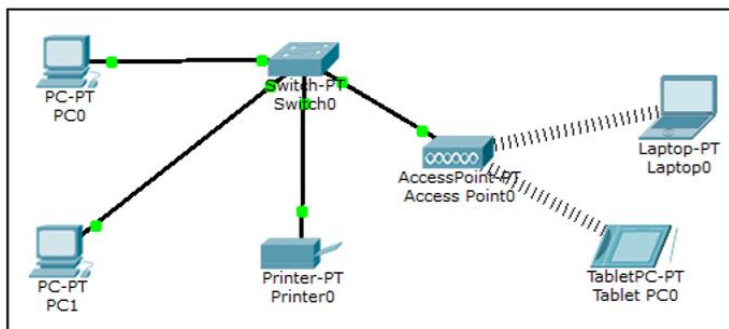 PC-PT
PC0
Switch-PT
Switch0
AccessPoint-PT
Access Point0
Laptop-PT
Laptop0
PC-PT
PC1
Printer-PT
Printer0
TabletPC-PT
Tablet PC0